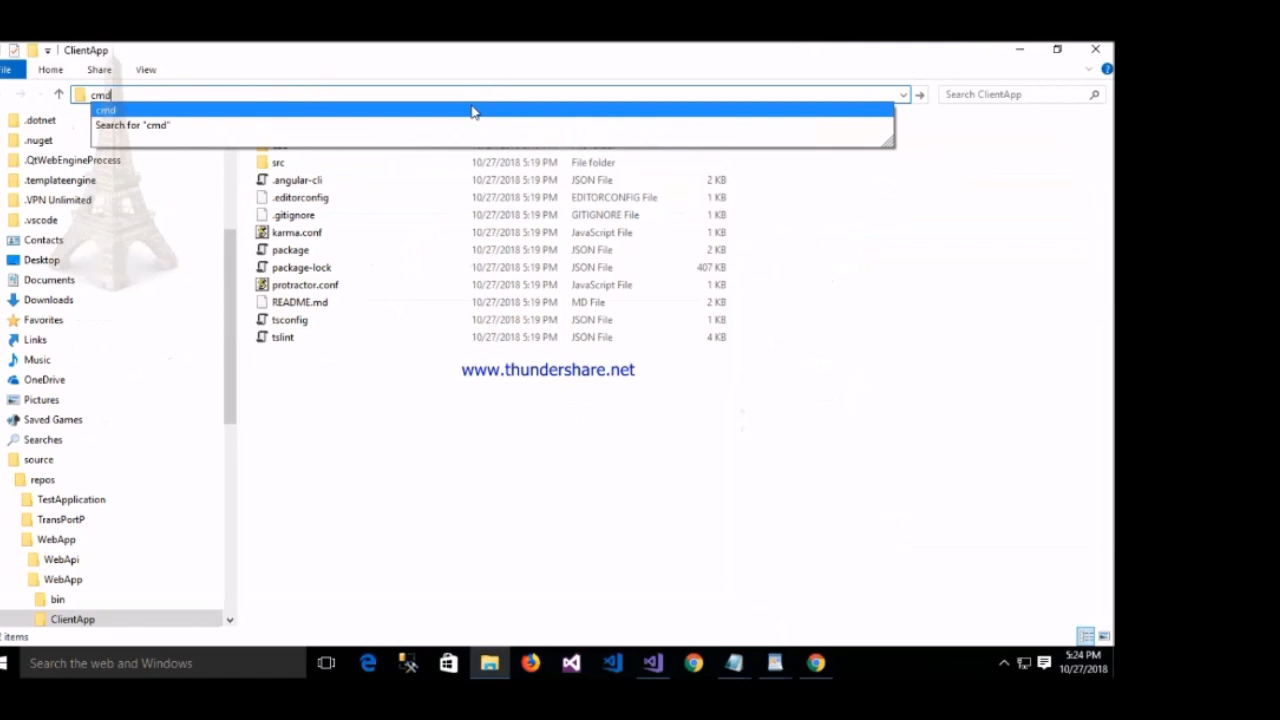 ClientApp
File Home Share View
cmd
Search ClientApp
cmd
Search for "cmd"
.dotnet
.nuget
.QtWebEngineProcess
.templateengine
.VPN Unlimited
.vscode
Contacts
Desktop
Documents
Downloads
Favorites
Links
Music
OneDrive
Pictures
Saved Games
Searches
source
repos
TestApplication
TransPortP
WebApp
WebApi
WebApp
bin
ClientApp
src 10/27/2018 5:19 PM File folder
.angular-cli 10/27/2018 5:19 PM JSON File 2 KB
.editorconfig 10/27/2018 5:19 PM EDITORCONFIG File 1 KB
.gitignore 10/27/2018 5:19 PM GITIGNORE File 1 KB
karma.conf 10/27/2018 5:19 PM JavaScript File 1 KB
package 10/27/2018 5:19 PM JSON File 2 KB
package-lock 10/27/2018 5:19 PM JSON File 407 KB
protractor.conf 10/27/2018 5:19 PM JavaScript File 1 KB
README.md 10/27/2018 5:19 PM MD File 2 KB
tsconfig 10/27/2018 5:19 PM JSON File 1 KB
tslint 10/27/2018 5:19 PM JSON File 4 KB
www.thundershare.net
items
Search the web and Windows
5:24 PM
10/27/2018